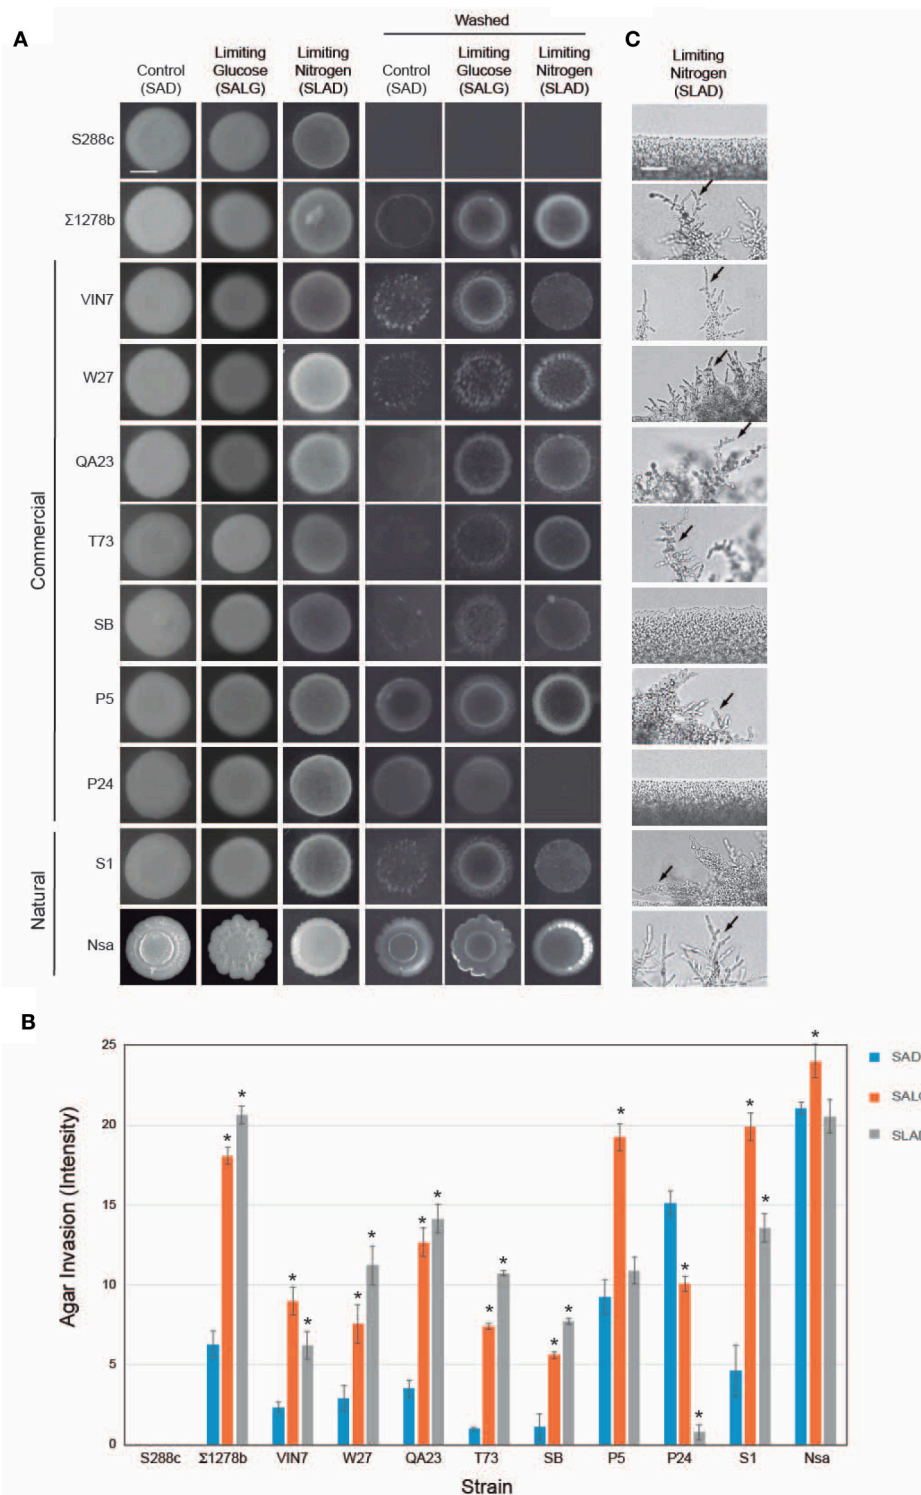 A
Washed
C
Control
(SAD)
Limiting
Glucose
(SALG)
Limiting
Nitrogen
(SLAD)
Control
(SAD)
Limiting
Glucose
(SALG)
Limiting
Nitrogen
(SLAD)
Limiting
Nitrogen
(SLAD)
S288c
Σ1278b
Commercial
VIN7
W27
QA23
T73
SB
P5
P24
Natural
S1
Nsa
B
Agar Invasion (Intensity)
25
20
15
10
5
0
* * * * * * * * * * * * * * * * *
SAD
SALG
SLAD
S288c Σ1278b VIN7 W27 QA23 T73 SB P5 P24 S1 Nsa
Strain